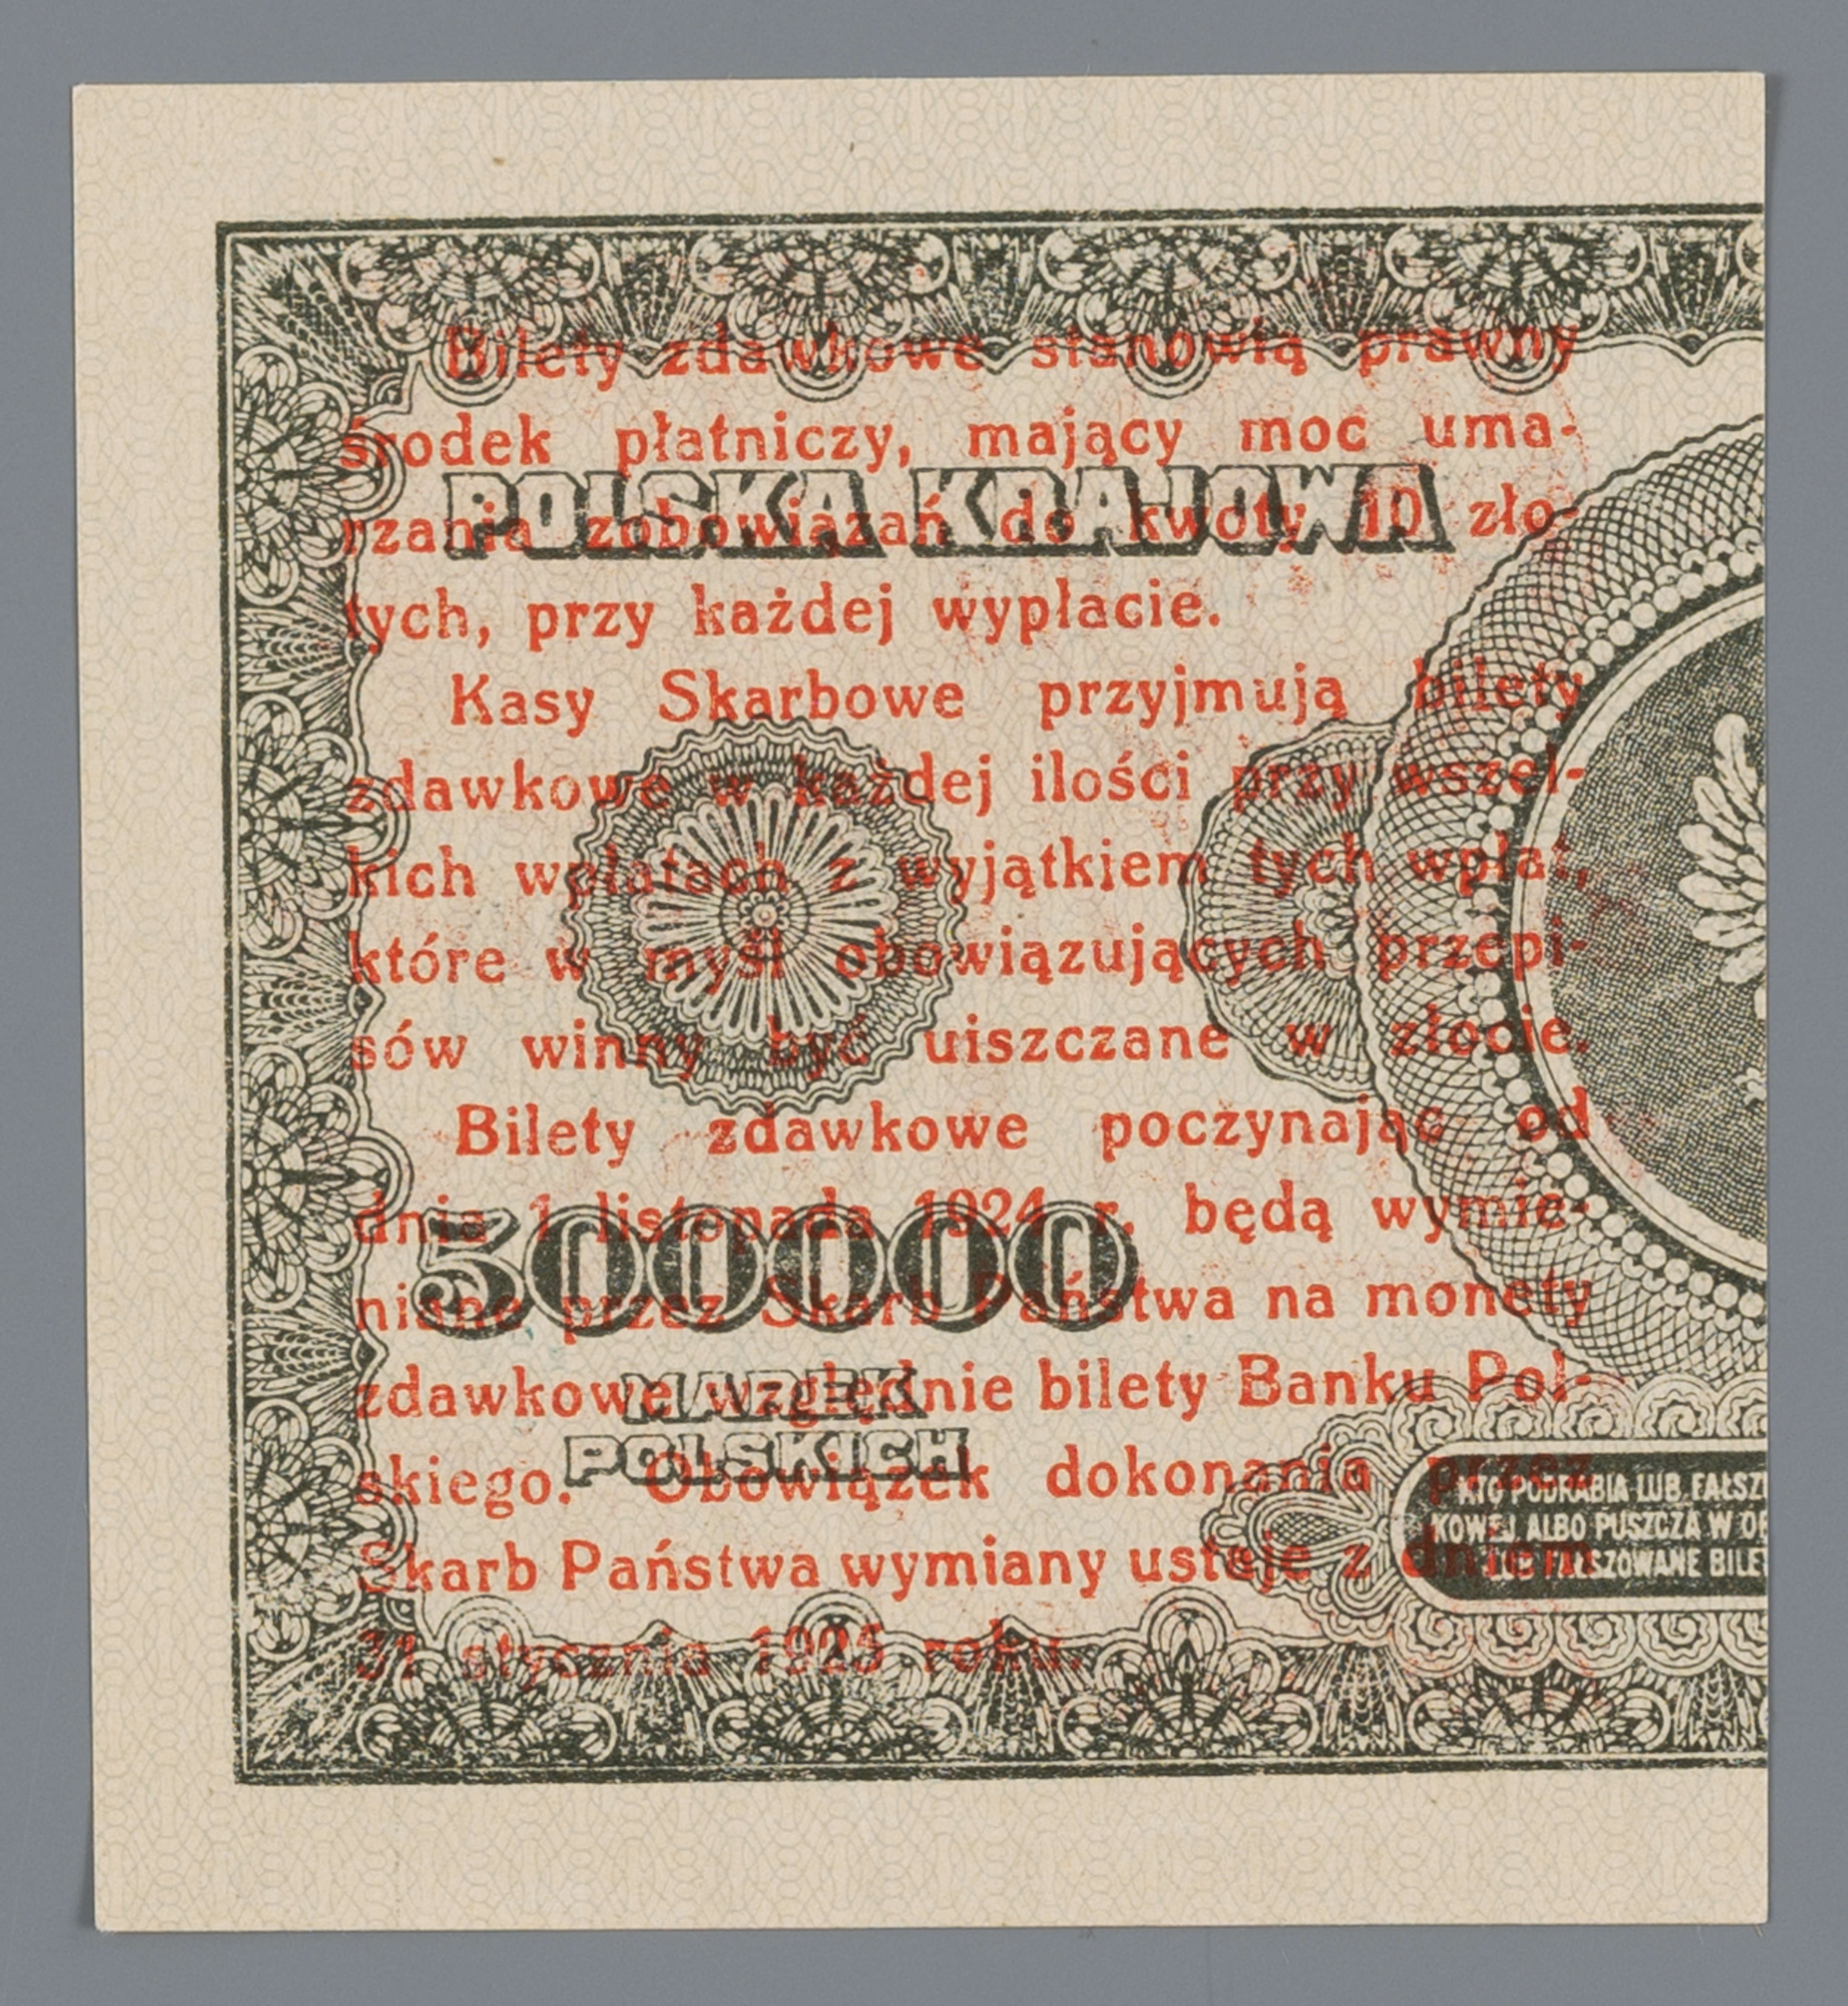 Bilety zdawkowe stanowią prawny
środek płatniczy, mający moc uma-
POLSKA KRAJOWA
rzania zobowiązań do kwoty 10 zło-
tych, przy każdej wypłacie.
Kasy Skarbowe przyjmują bilety
zdawkowe w każdej ilości przy wszel-
kich wpłatach z wyjątkiem tych wpłat,
które w myśl obowiązujących przepi-
sów winny być uiszczane w złocie.
Bilety zdawkowe poczynając od
dnia 1 listopada 1924 r. będą wymie-
500000
niane przez Skarb Państwa na monety
MAREK
zdawkowe względnie bilety Banku Pol-
POLSKICH
skiego. Obowiązek dokonania przez
KTO PODRABIA LUB FAŁSZ
KOWEJ ALBO PUSZCZA W OB
LUB FAŁSZOWANE BILE
Skarb Państwa wymiany ustaje z dniem
31 stycznia 1925 roku.